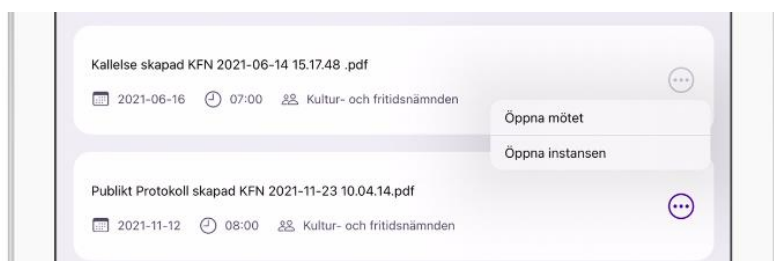 Kallelse skapad KFN 2021-06-14 15.17.48 .pdf
2021-06-16 07:00 Kultur- och fritidsnämnden
Öppna mötet
Öppna instansen
Publikt Protokoll skapad KFN 2021-11-23 10.04.14.pdf
2021-11-12 08:00 Kultur- och fritidsnämnden